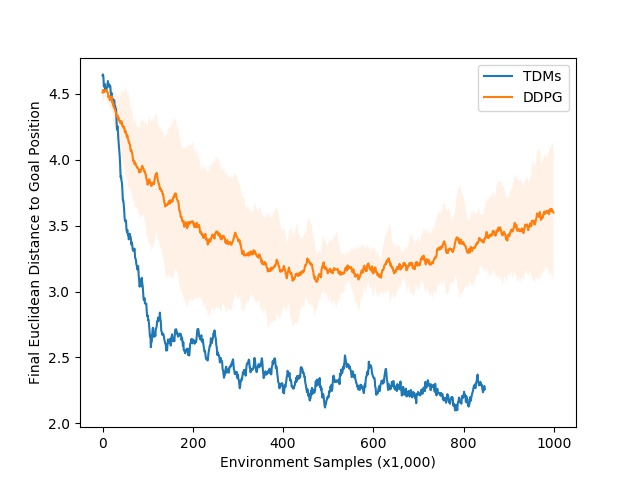 TDMs
DDPG
Final Euclidean Distance to Goal Position
4.5
4.0
3.5
3.0
2.5
2.0
0 200 400 600 800 1000
Environment Samples (x1,000)